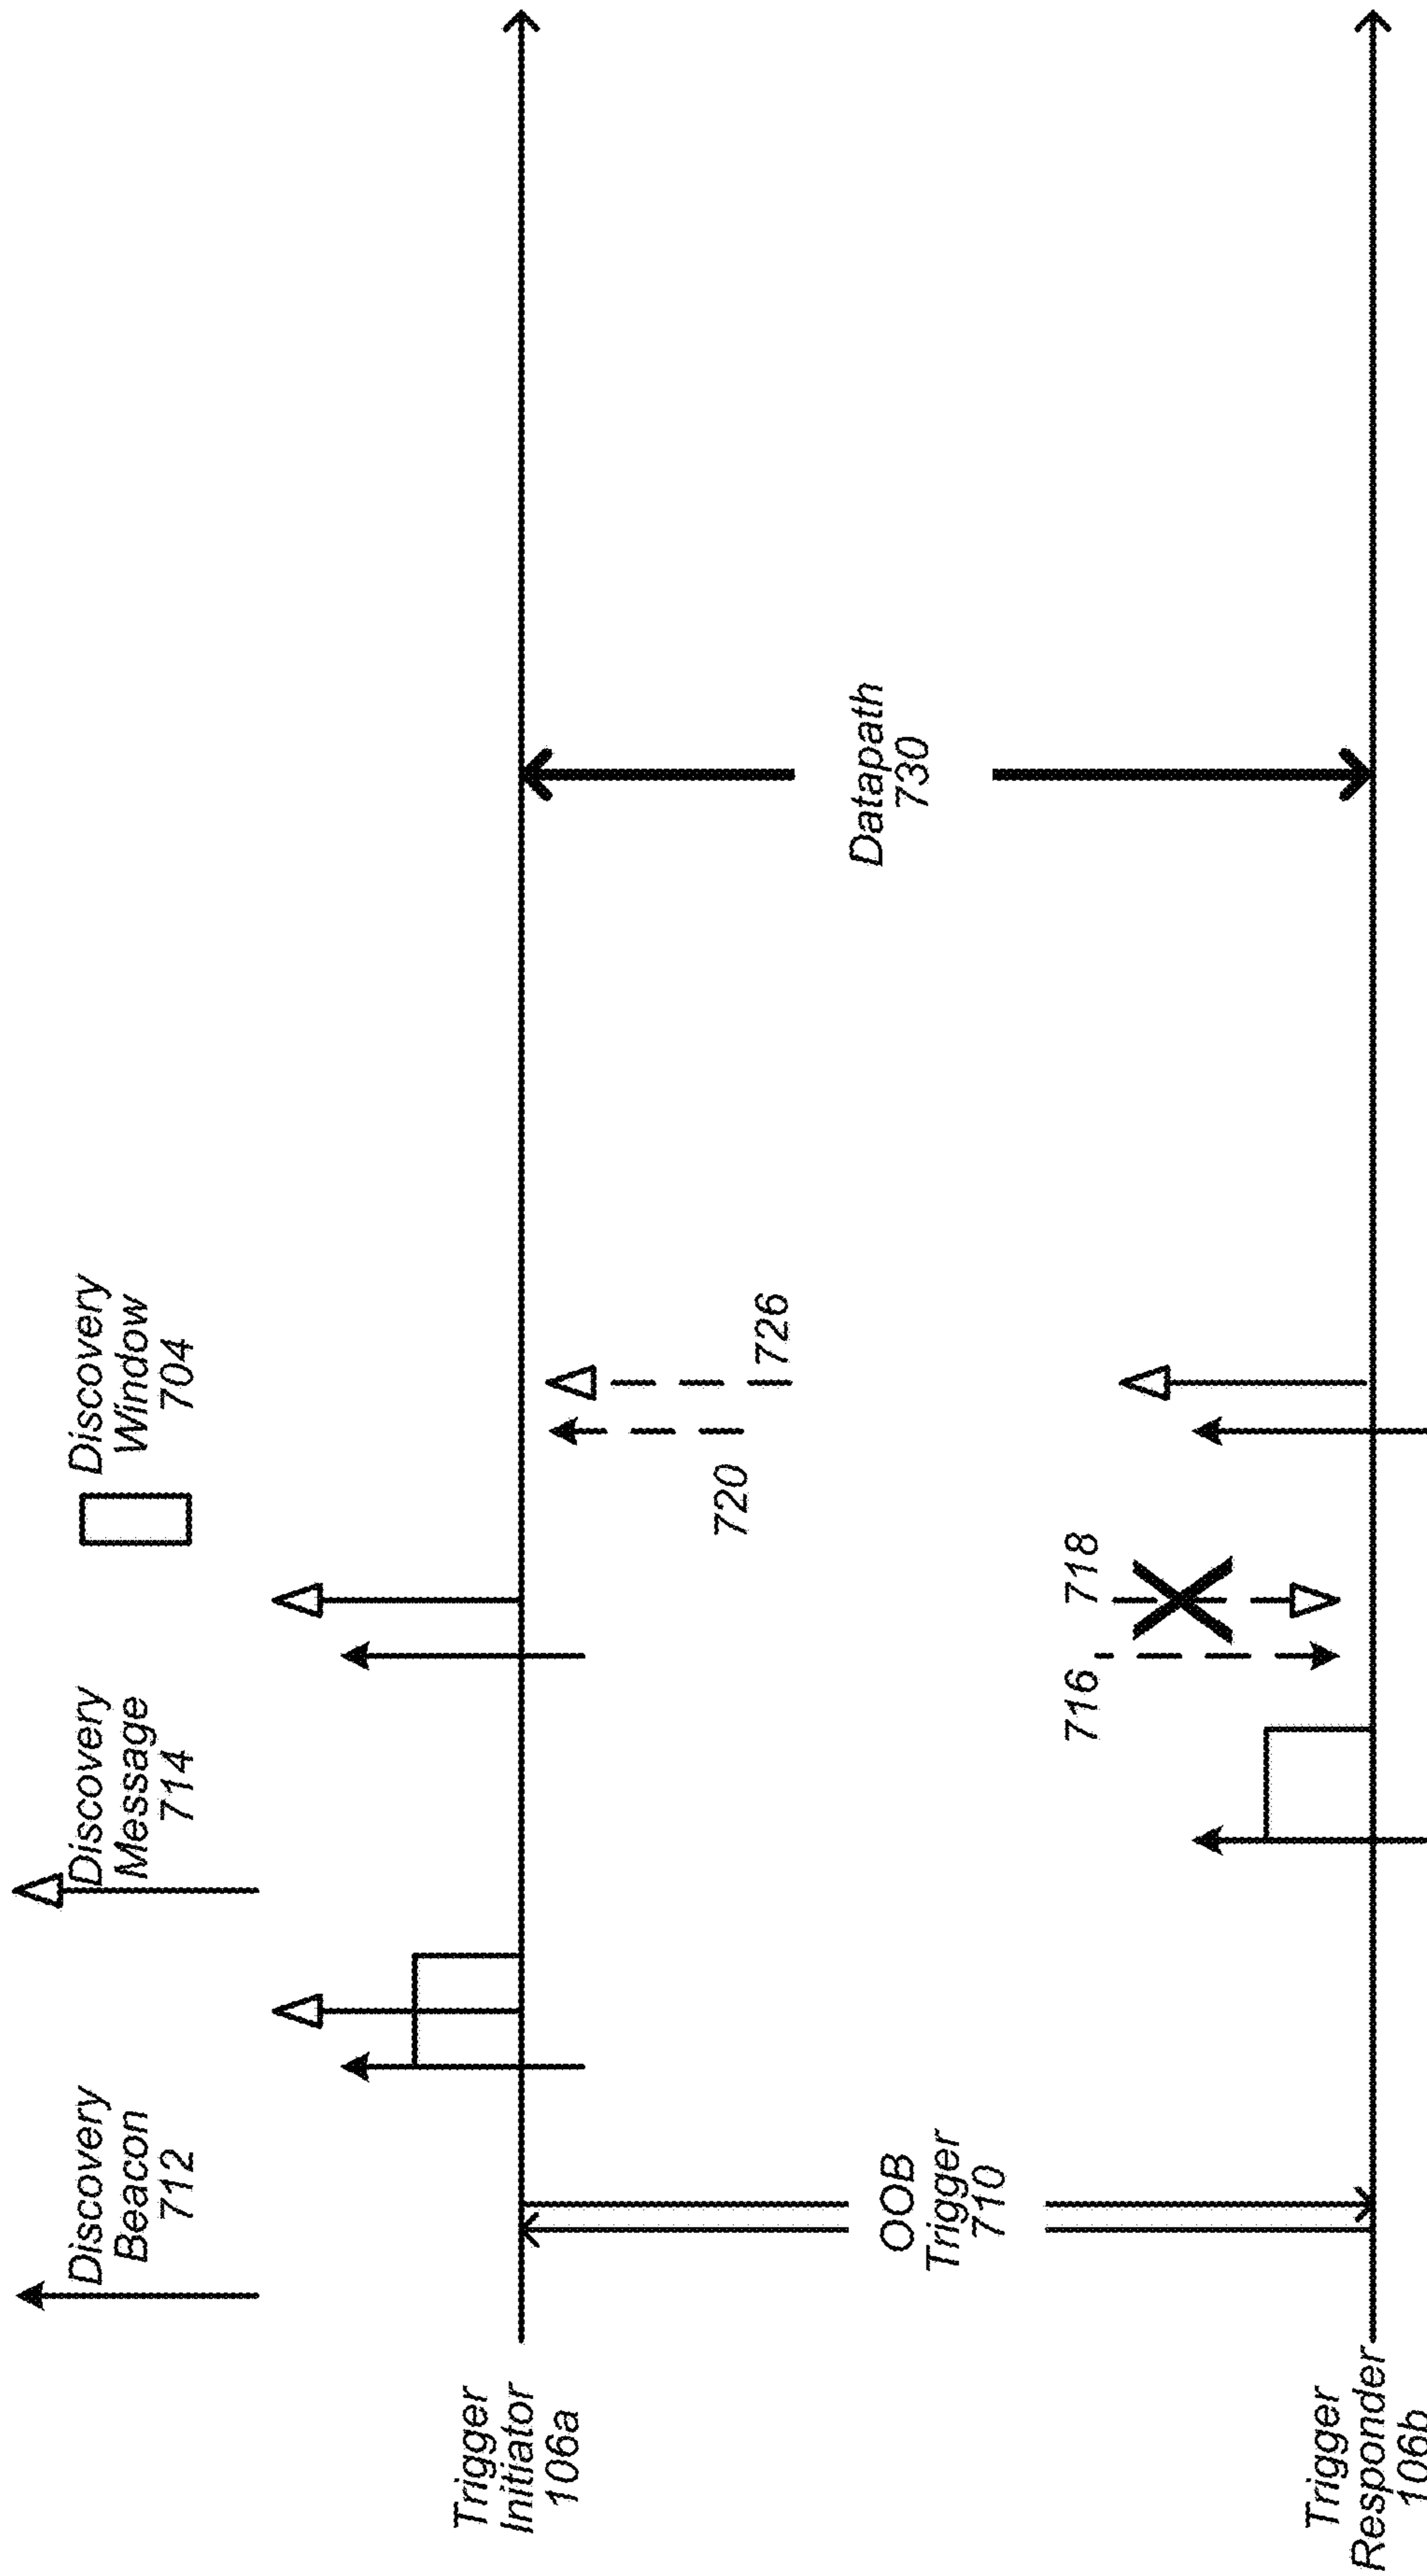 Discovery
Beacon
712
Discovery
Message
714
Discovery
Window
704
Trigger
Initiator
106a
720
726
OOB
Trigger
710
Datapath
730
716
718
Trigger
Responder
106b